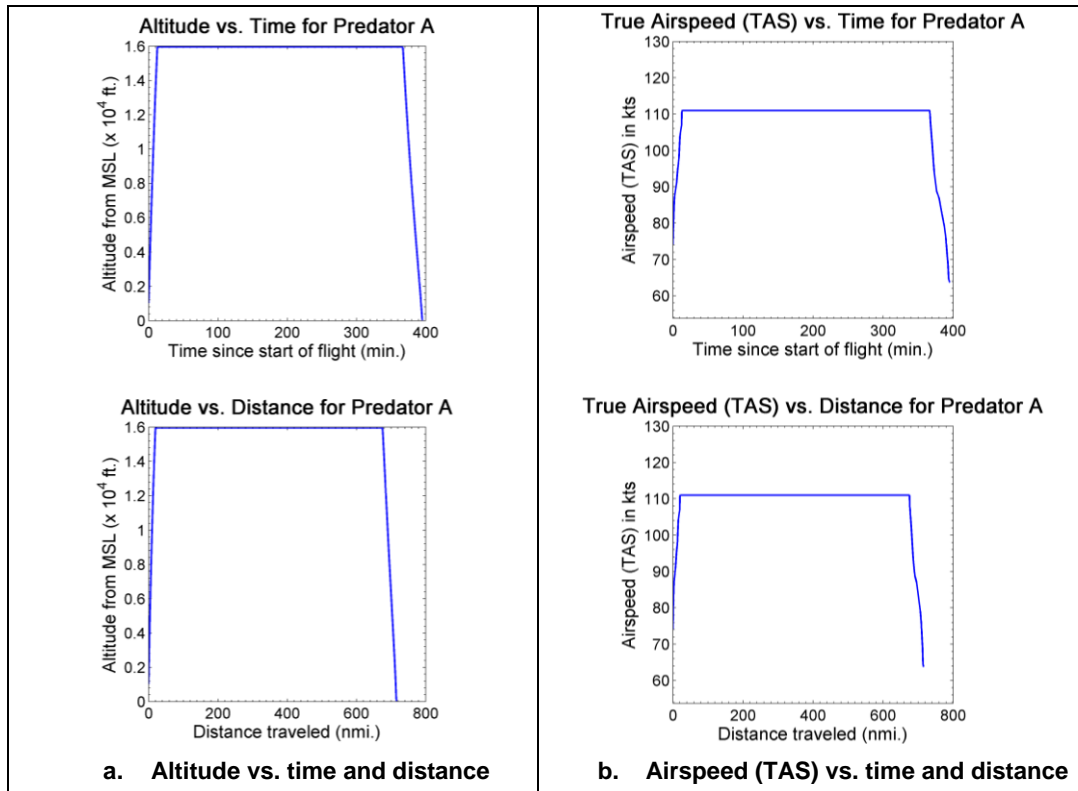 Altitude vs. Time for Predator A
1.6
1.4
1.2
1
0.8
0.6
0.4
0.2
0
Altitude from MSL (x 10⁴ ft.)
0 100 200 300 400
Time since start of flight (min.)
Altitude vs. Distance for Predator A
1.6
1.4
1.2
1
0.8
0.6
0.4
0.2
0
Altitude from MSL (x 10⁴ ft.)
0 200 400 600 800
Distance traveled (nmi.)
a. Altitude vs. time and distance
True Airspeed (TAS) vs. Time for Predator A
130
120
110
100
90
80
70
60
Airspeed (TAS) in kts
0 100 200 300 400
Time since start of flight (min.)
True Airspeed (TAS) vs. Distance for Predator A
130
120
110
100
90
80
70
60
Airspeed (TAS) in kts
0 200 400 600 800
Distance traveled (nmi.)
b. Airspeed (TAS) vs. time and distance